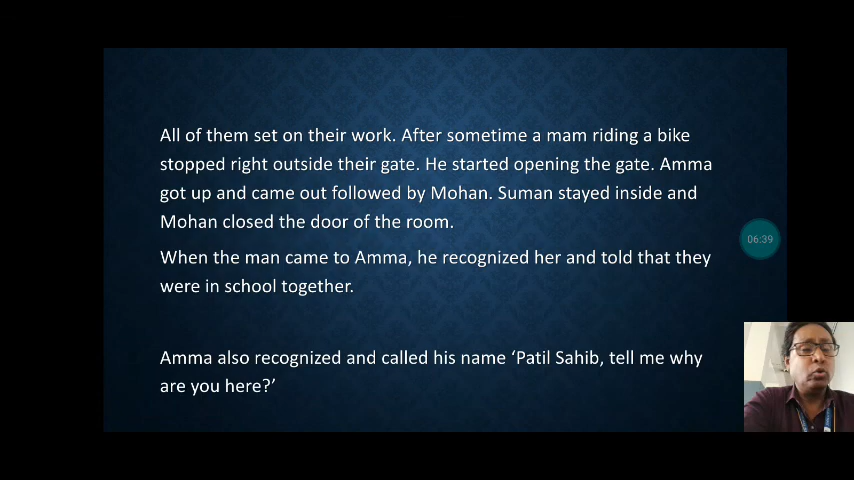 All of them set on their work. After sometime a mam riding a bike
stopped right outside their gate. He started opening the gate. Amma
got up and came out followed by Mohan. Suman stayed inside and
Mohan closed the door of the room.
When the man came to Amma, he recognized her and told that they
were in school together.
Amma also recognized and called his name ‘Patil Sahib, tell me why
are you here?’
06:39